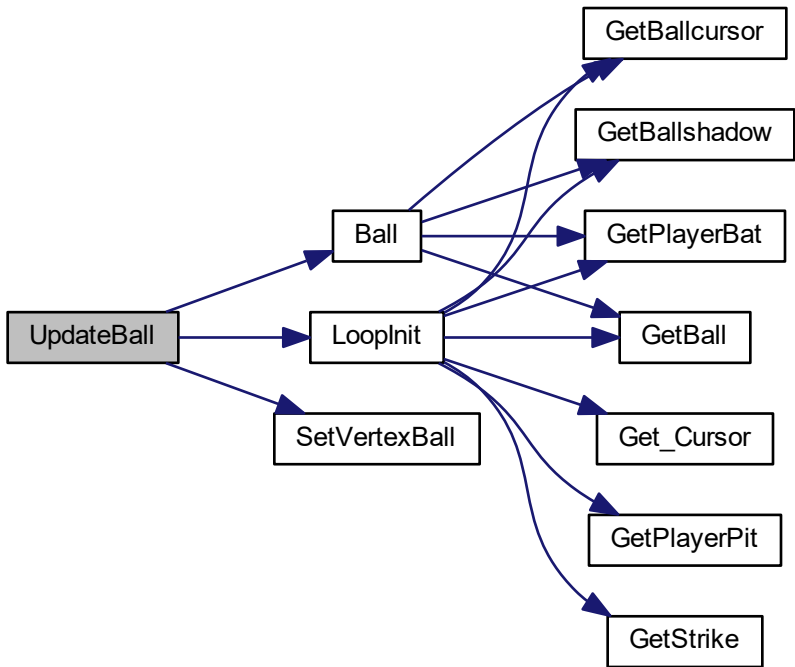 UpdateBall
Ball
LoopInit
SetVertexBall
GetBallcursor
GetBallshadow
GetPlayerBat
GetBall
Get_Cursor
GetPlayerPit
GetStrike